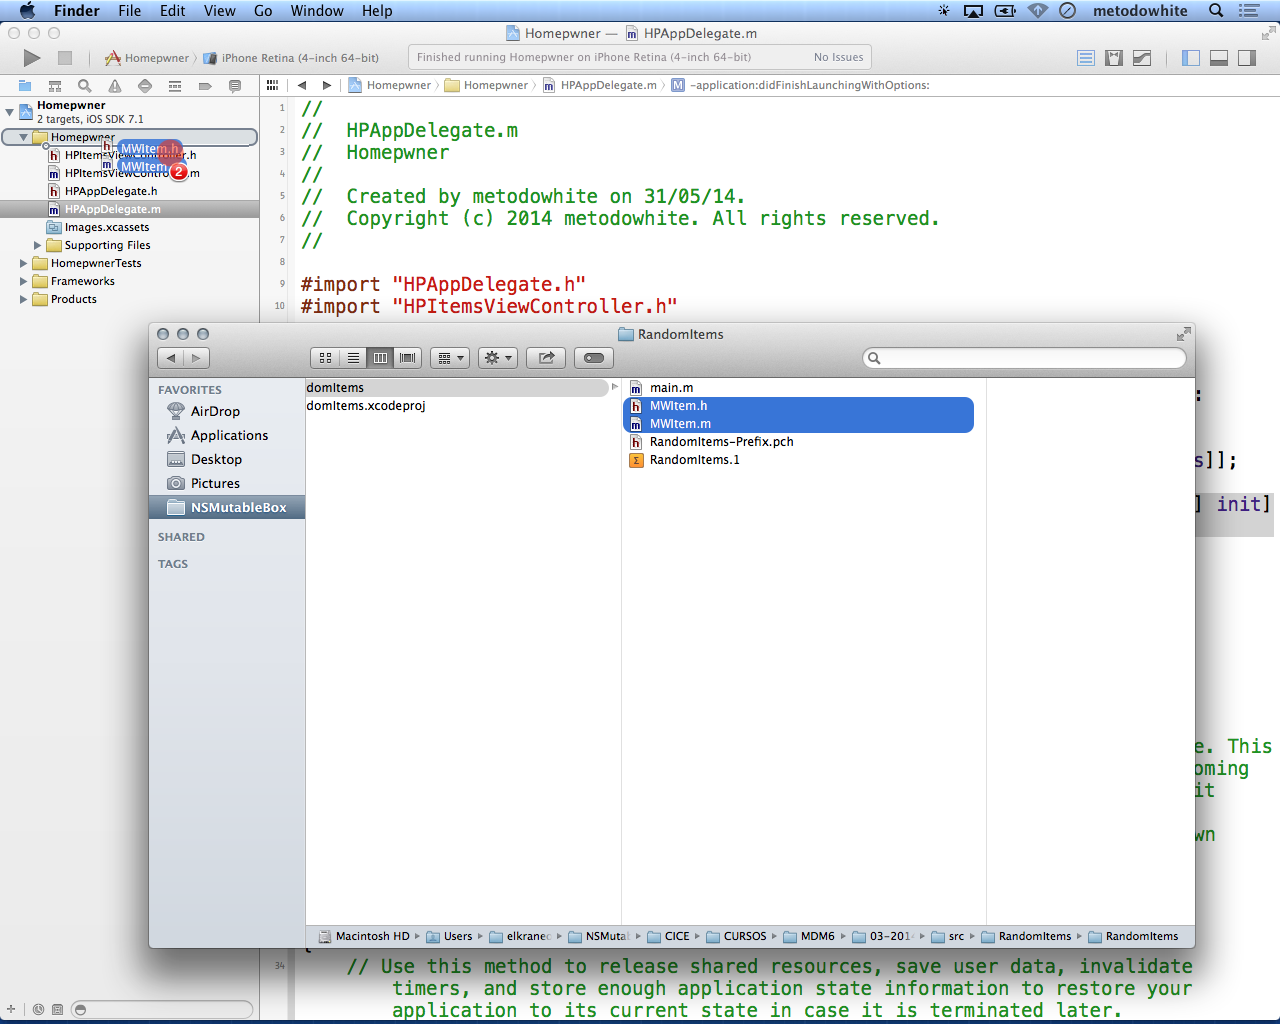 Finder File Edit View Go Window Help metodowhite
Homepwner — HPAppDelegate.m
Homepwner iPhone Retina (4-inch 64-bit) Finished running Homepwner on iPhone Retina (4-inch 64-bit) No Issues
Homepwner Homepwner HPAppDelegate.m M -application:didFinishLaunchingWithOptions:
Homepwner
2 targets, iOS SDK 7.1
Homepwner
MWItem.h
HPItemsViewController.h
MWItem
2
HPItemsViewController.m
HPAppDelegate.h
HPAppDelegate.m
Images.xcassets
Supporting Files
HomepwnerTests
Frameworks
Products
1 //
2 // HPAppDelegate.m
3 // Homepwner
4 //
5 // Created by metodowhite on 31/05/14.
6 // Copyright (c) 2014 metodowhite. All rights reserved.
7 //
8
9 #import "HPAppDelegate.h"
10 #import "HPItemsViewController.h"
RandomItems
FAVORITES
AirDrop
Applications
Desktop
Pictures
NSMutableBox
SHARED
TAGS
domItems
domItems.xcodeproj
main.m
MWItem.h
MWItem.m
RandomItems-Prefix.pch
RandomItems.1
:
s]];
] init]
e. This
oming
it
wn
Macintosh HD Users elkranec NSMutab CICE CURSOS MDM6 03-2014 src RandomItems RandomItems
34 // Use this method to release shared resources, save user data, invalidate
timers, and store enough application state information to restore your
application to its current state in case it is terminated later.